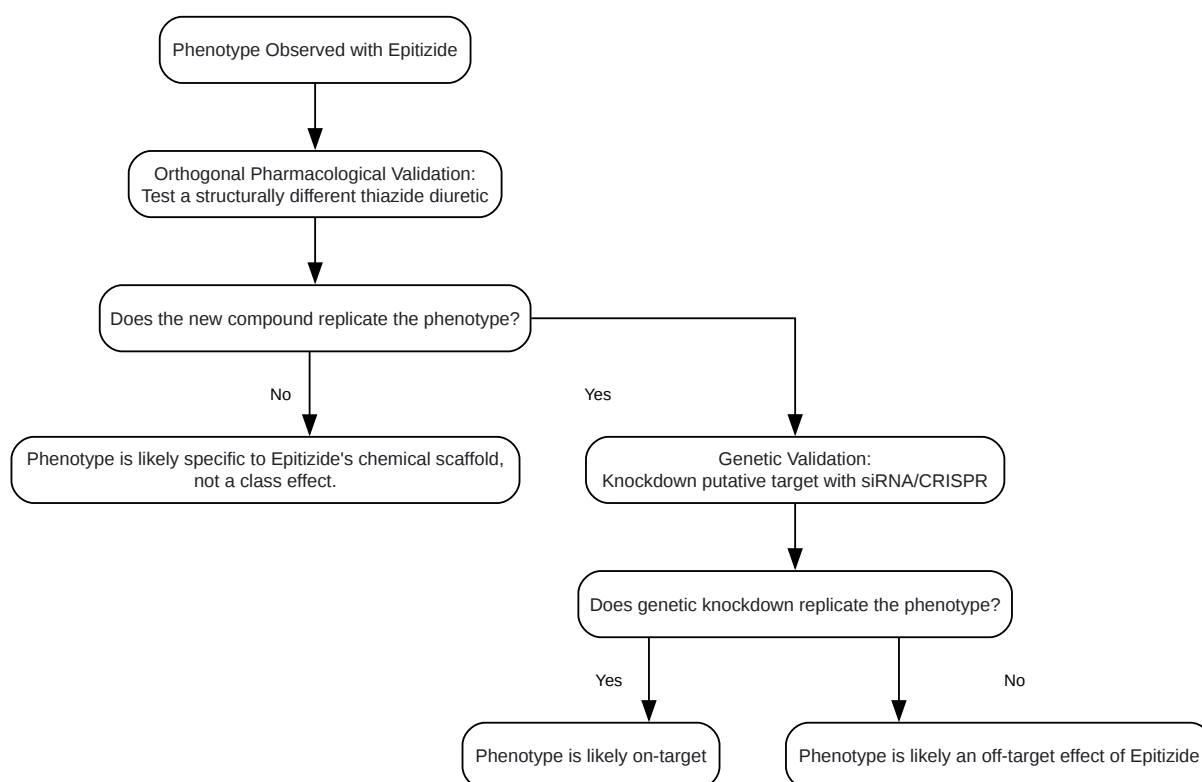 Phenotype Observed with Epitizide
Orthogonal Pharmacological Validation:
Test a structurally different thiazide diuretic
Does the new compound replicate the phenotype?
No
Yes
Phenotype is likely specific to Epitizide's chemical scaffold,
not a class effect.
Genetic Validation:
Knockdown putative target with siRNA/CRISPR
Does genetic knockdown replicate the phenotype?
Yes
No
Phenotype is likely on-target
Phenotype is likely an off-target effect of Epitizide